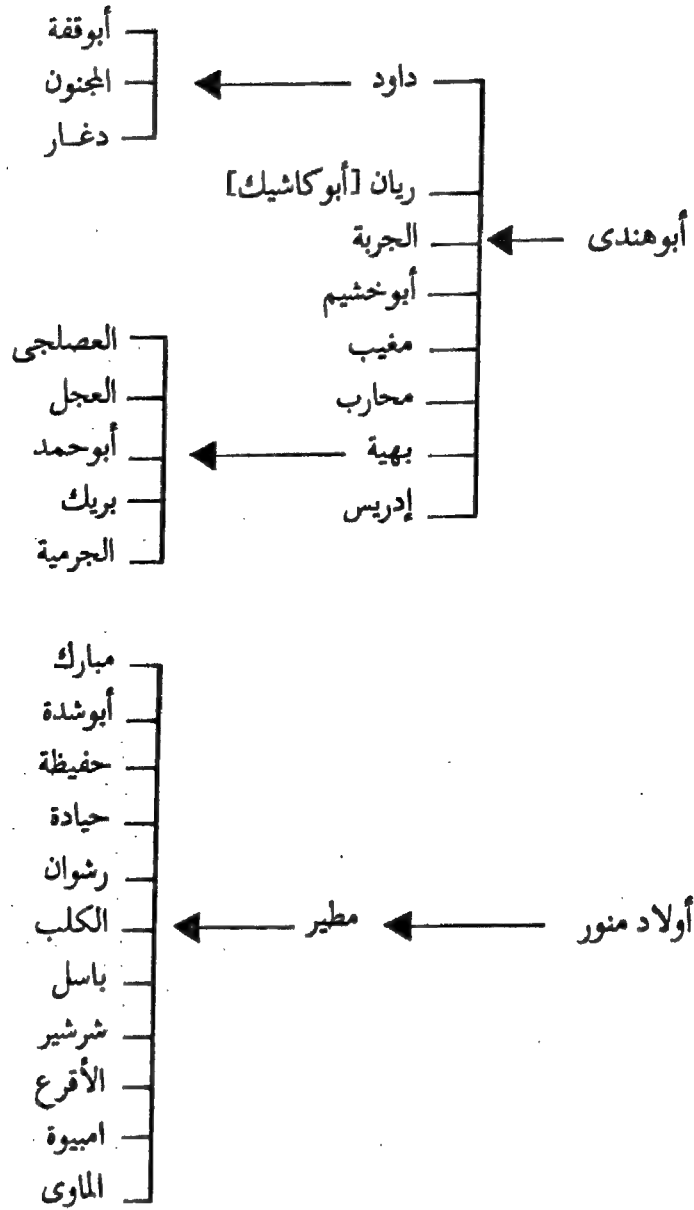 أبوهندى
داود
أبوقفة
المجنون
دغار
ريان [أبوكاشيك]
الجربة
أبوخشيم
مغيب
محارب
بهية
العصلجى
العجل
أبوحمد
بريك
الجرمية
إدريس
أولاد منور
مطير
مبارك
أبوشدة
حفيظة
حيادة
رشوان
الكلب
باسل
شرشير
الأقرع
امبيوة
الماوى